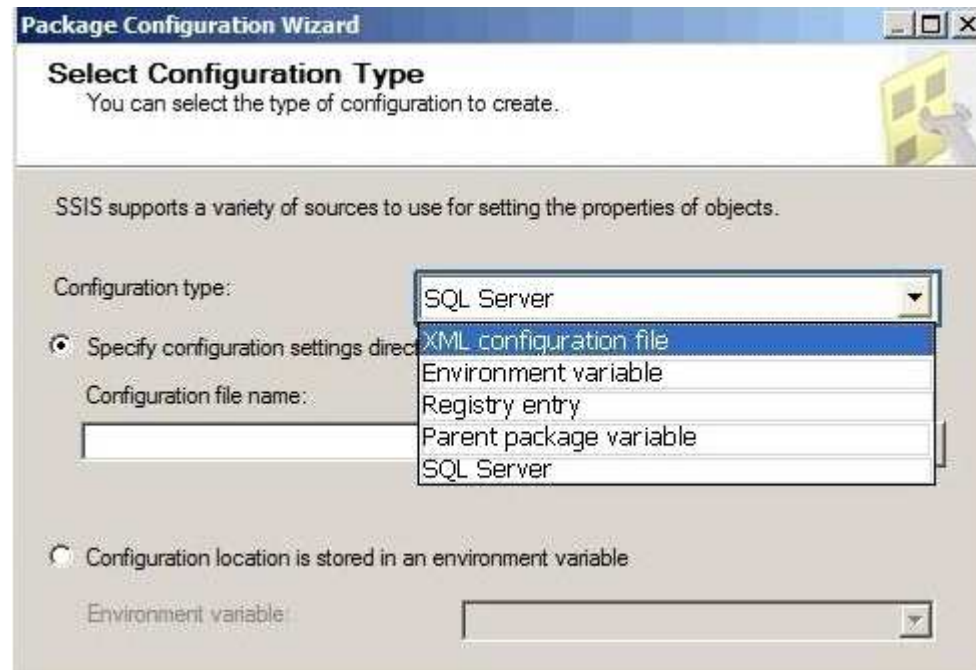 Package Configuration Wizard
Select Configuration Type
You can select the type of configuration to create.
SSIS supports a variety of sources to use for setting the properties of objects.
Configuration type:
SQL Server
XML configuration file
Environment variable
Registry entry
Parent package variable
SQL Server
Specify configuration settings direct
Configuration file name:
Configuration location is stored in an environment variable
Environment variable: